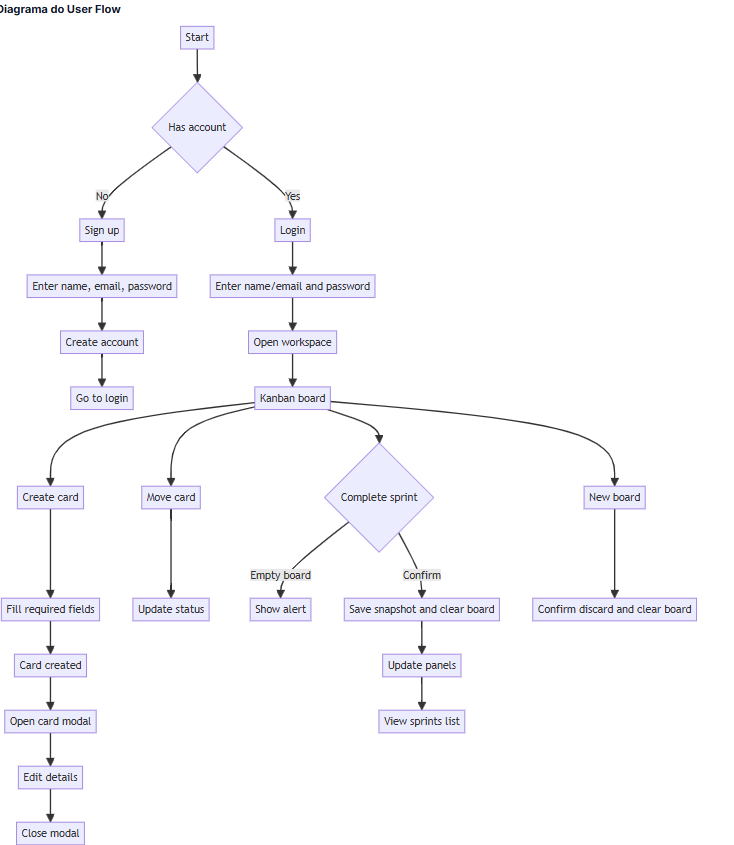 Diagrama do User Flow
Start
Has account
No
Yes
Sign up
Login
Enter name, email, password
Enter name/email and password
Create account
Open workspace
Go to login
Kanban board
Create card
Move card
Complete sprint
New board
Empty board
Confirm
Fill required fields
Update status
Show alert
Save snapshot and clear board
Confirm discard and clear board
Card created
Update panels
Open card modal
View sprints list
Edit details
Close modal